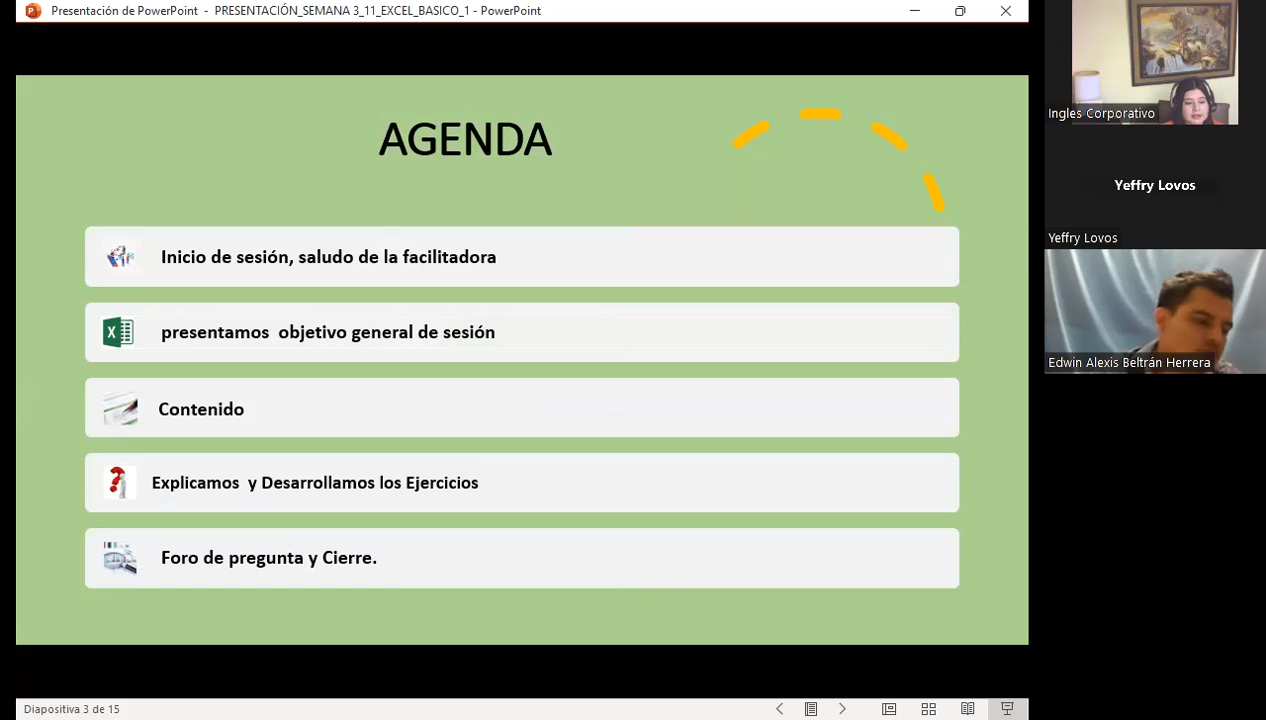 Presentación de PowerPoint - PRESENTACIÓN_SEMANA 3_11_EXCEL_BASICO_1 - PowerPoint
AGENDA
Inicio de sesión, saludo de la facilitadora
presentamos objetivo general de sesión
Contenido
Explicamos y Desarrollamos los Ejercicios
Foro de pregunta y Cierre.
Diapositiva 3 de 15
Ingles Corporativo
Yeffry Lovos
Yeffry Lovos
Edwin Alexis Beltrán Herrera